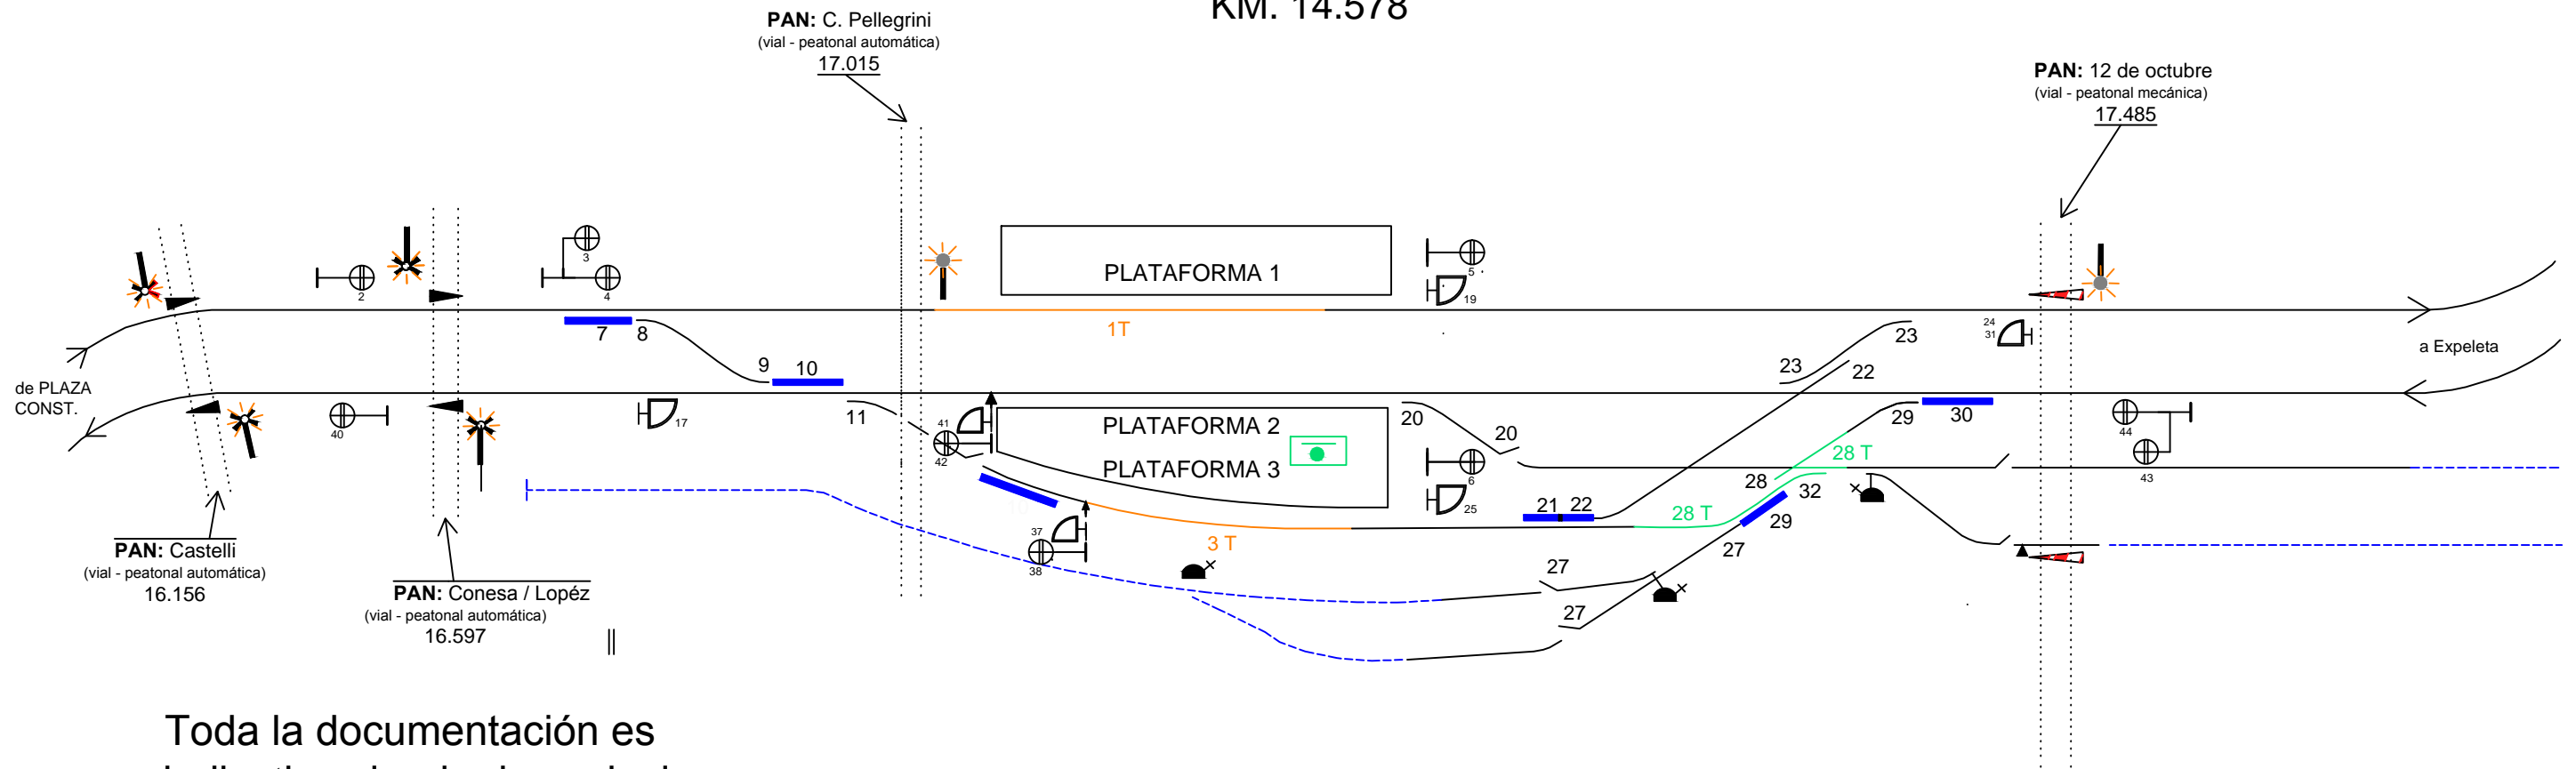 KM. 14.578
PAN: C. Pellegrini
(vial - peatonal automática)
17.015
PAN: 12 de octubre
(vial - peatonal mecánica)
17.485
3
2
4
5
19
PLATAFORMA 1
1T
7
8
9
10
23
23
22
24
31
a Expeleta
de PLAZA
CONST.
40
17
11
41
42
PLATAFORMA 2
PLATAFORMA 3
20
20
6
25
29
30
44
43
28 T
28
32
29
21
22
28 T
27
37
38
3 T
27
27
PAN: Castelli
(vial - peatonal automática)
16.156
PAN: Conesa / Lopéz
(vial - peatonal automática)
16.597
Toda la documentación es